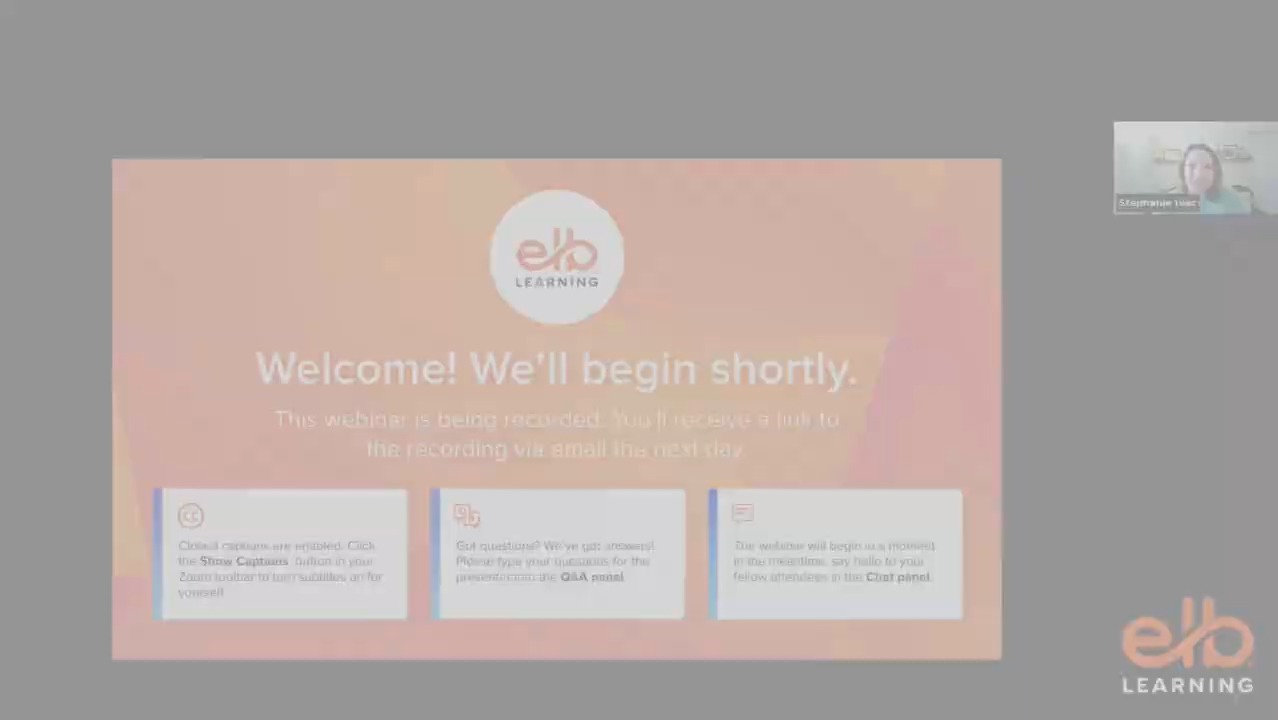 elb
LEARNING
Welcome! We'll begin shortly.
This webinar is being recorded. You'll receive a link to
the recording via email the next day.
CC
Closed captions are enabled. Click
the Show Captions button in your
Zoom toolbar to turn subtitles on for
yourself.
Got questions? We've got answers!
Please type your questions for the
presenters in the Q&A panel.
The webinar will begin in a moment.
In the meantime, say hello to your
fellow attendees in the Chat panel.
Stephanie
elb
LEARNING